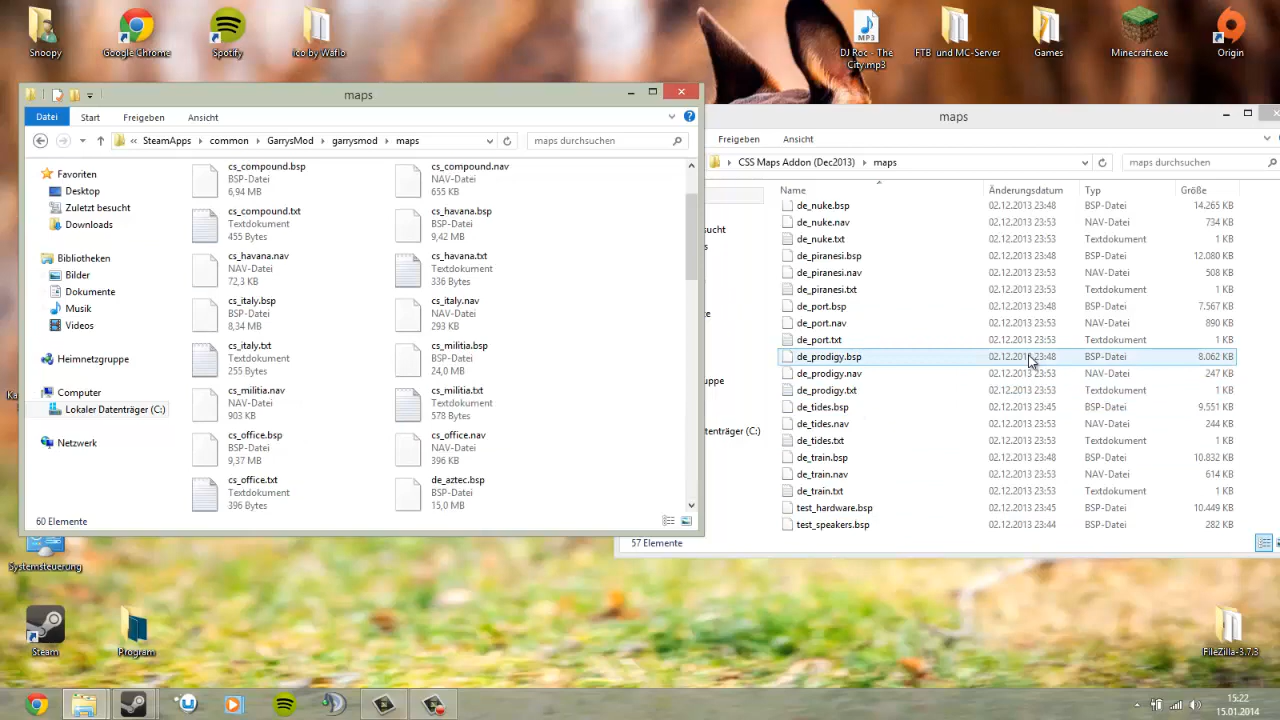 Snoopy
Google Chrome
Spotify
Ico by Wäflo
DJ Roc - The
City.mp3
FTB und MC-Server
Games
Minecraft.exe
Origin
maps
Datei
Start
Freigeben
Ansicht
« SteamApps
common
GarrysMod
garrysmod
maps
maps durchsuchen
Favoriten
Desktop
Zuletzt besucht
Downloads
Bibliotheken
Bilder
Dokumente
Musik
Videos
Heimnetzgruppe
Computer
Lokaler Datenträger (C:)
Netzwerk
cs_compound.bsp
BSP-Datei
6,94 MB
cs_compound.nav
NAV-Datei
655 KB
cs_compound.txt
Textdokument
455 Bytes
cs_havana.bsp
BSP-Datei
9,42 MB
cs_havana.nav
NAV-Datei
72,3 KB
cs_havana.txt
Textdokument
336 Bytes
cs_italy.bsp
BSP-Datei
8,34 MB
cs_italy.nav
NAV-Datei
293 KB
cs_italy.txt
Textdokument
255 Bytes
cs_militia.bsp
BSP-Datei
24,0 MB
cs_militia.nav
NAV-Datei
903 KB
cs_militia.txt
Textdokument
578 Bytes
cs_office.bsp
BSP-Datei
9,37 MB
cs_office.nav
NAV-Datei
396 KB
cs_office.txt
Textdokument
396 Bytes
de_aztec.bsp
BSP-Datei
15,0 MB
60 Elemente
maps
Freigeben
Ansicht
CSS Maps Addon (Dec2013)
maps
maps durchsuchen
Name Änderungsdatum Typ Größe
de_nuke.bsp 02.12.2013 23:48 BSP-Datei 14.265 KB
de_nuke.nav 02.12.2013 23:53 NAV-Datei 734 KB
de_nuke.txt 02.12.2013 23:53 Textdokument 1 KB
de_piranesi.bsp 02.12.2013 23:48 BSP-Datei 12.080 KB
de_piranesi.nav 02.12.2013 23:53 NAV-Datei 508 KB
de_piranesi.txt 02.12.2013 23:53 Textdokument 1 KB
de_port.bsp 02.12.2013 23:48 BSP-Datei 7.567 KB
de_port.nav 02.12.2013 23:53 NAV-Datei 890 KB
de_port.txt 02.12.2013 23:53 Textdokument 1 KB
de_prodigy.bsp 02.12.2013 23:48 BSP-Datei 8.062 KB
de_prodigy.nav 02.12.2013 23:53 NAV-Datei 247 KB
de_prodigy.txt 02.12.2013 23:53 Textdokument 1 KB
de_tides.bsp 02.12.2013 23:45 BSP-Datei 9.551 KB
de_tides.nav 02.12.2013 23:53 NAV-Datei 244 KB
de_tides.txt 02.12.2013 23:53 Textdokument 1 KB
de_train.bsp 02.12.2013 23:48 BSP-Datei 10.832 KB
de_train.nav 02.12.2013 23:53 NAV-Datei 614 KB
de_train.txt 02.12.2013 23:53 Textdokument 1 KB
test_hardware.bsp 02.12.2013 23:45 BSP-Datei 10.449 KB
test_speakers.bsp 02.12.2013 23:44 BSP-Datei 282 KB
sucht
ruppe
tenträger (C:)
57 Elemente
Systemsteuerung
Steam
Program
FileZilla-3.7.3
15:22
15.01.2014